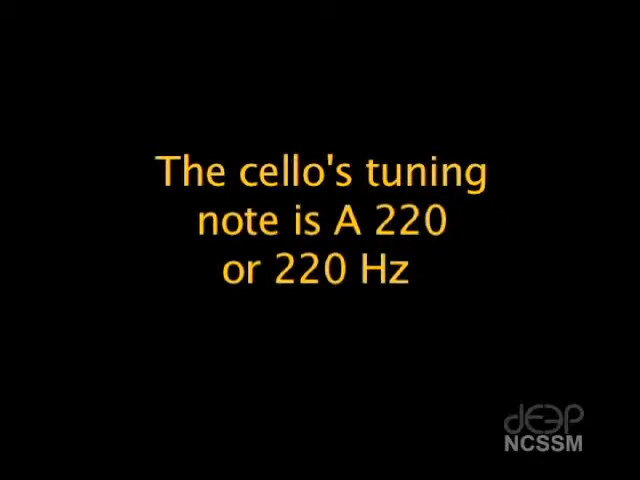 The cello's tuning
note is A 220
or 220 Hz
deep
NCSSM